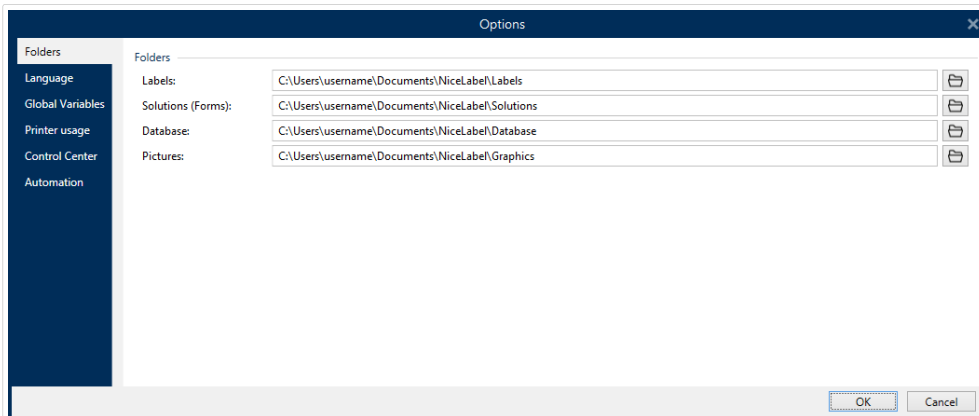 Options
Folders
Language
Global Variables
Printer usage
Control Center
Automation
Folders
Labels: C:\Users\username\Documents\NiceLabel\Labels
Solutions (Forms): C:\Users\username\Documents\NiceLabel\Solutions
Database: C:\Users\username\Documents\NiceLabel\Database
Pictures: C:\Users\username\Documents\NiceLabel\Graphics
OK Cancel